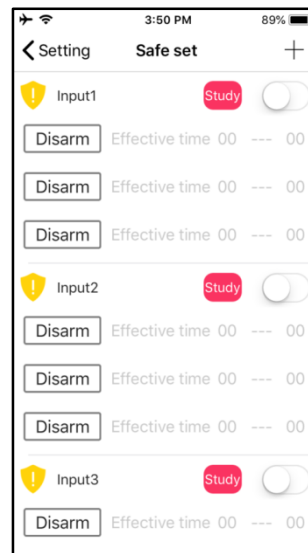 3:50 PM 89%
Setting Safe set
Input1 Study
Disarm Effective time 00 --- 00
Disarm Effective time 00 --- 00
Disarm Effective time 00 --- 00
Input2 Study
Disarm Effective time 00 --- 00
Disarm Effective time 00 --- 00
Disarm Effective time 00 --- 00
Input3 Study
Disarm Effective time 00 --- 00